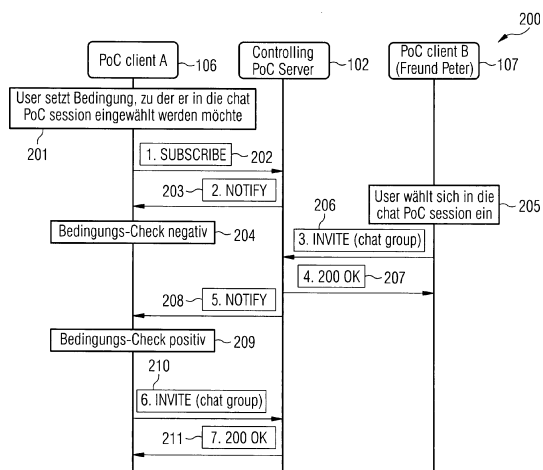 200
PoC client A
106
Controlling
PoC Server
102
PoC client B
(Freund Peter)
107
User setzt Bedingung, zu der er in die chat
PoC session eingewählt werden möchte
201
1. SUBSCRIBE
202
203
2. NOTIFY
User wählt sich in die
chat PoC session ein
205
206
Bedingungs-Check negativ
204
3. INVITE (chat group)
4. 200 OK
207
208
5. NOTIFY
Bedingungs-Check positiv
209
210
6. INVITE (chat group)
211
7. 200 OK